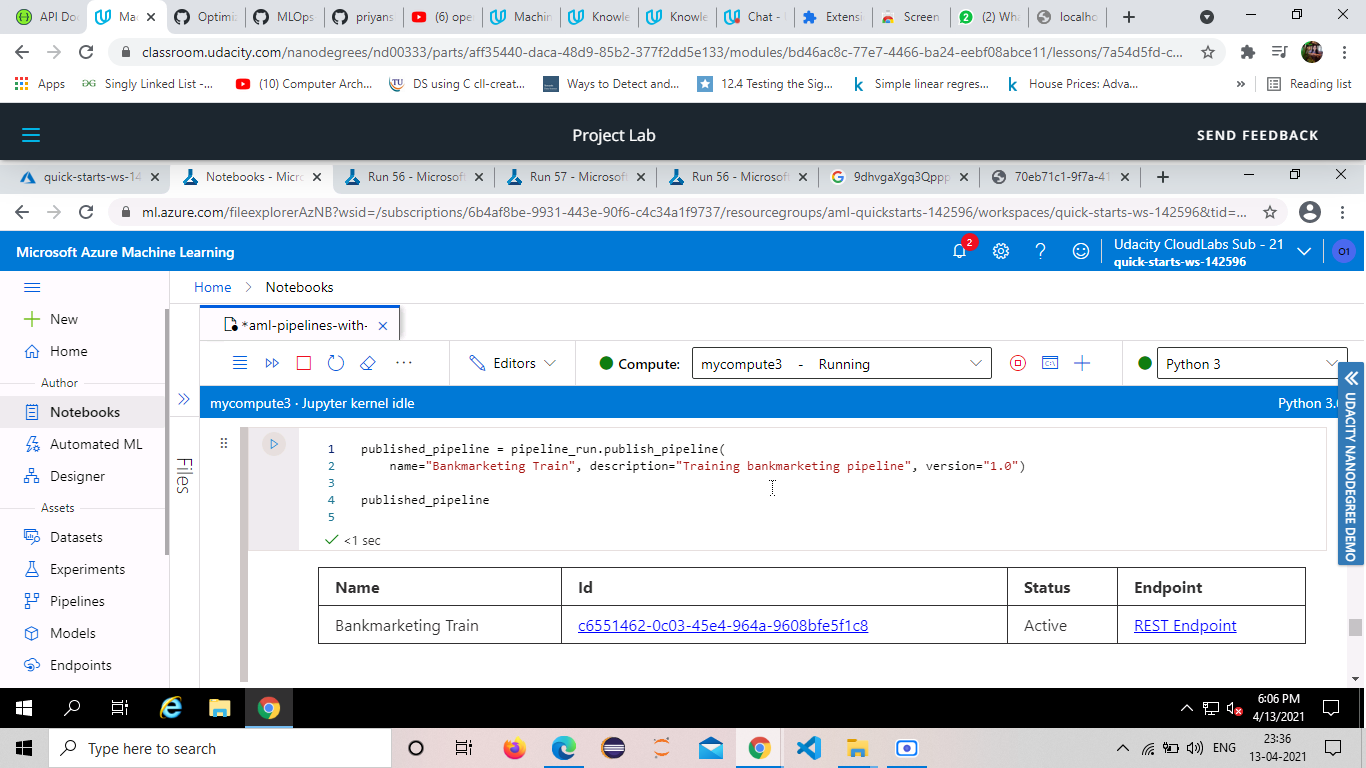 API Do
Ma
Optimi
MLOps
priyans
(6) ope
Machin
Knowle
Knowle
Chat -
Extensi
Screen
(2) Wha
localho
classroom.udacity.com/nanodegrees/nd00333/parts/aff35440-daca-48d9-85b2-377f2dd5e133/modules/bd46ac8c-77e7-4466-ba24-eebf08abce11/lessons/7a54d5fd-c...
Apps
Singly Linked List -...
(10) Computer Arch...
DS using C cll-creat...
Ways to Detect and...
12.4 Testing the Sig...
Simple linear regres...
House Prices: Adva...
Reading list
Project Lab
SEND FEEDBACK
quick-starts-ws-14
Notebooks - Micro
Run 56 - Microsof
Run 57 - Microsof
Run 56 - Microsof
9dhvgaXgq3Qppp
70eb71c1-9f7a-41
ml.azure.com/fileexplorerAzNB?wsid=/subscriptions/6b4af8be-9931-443e-90f6-c4c34a1f9737/resourcegroups/aml-quickstarts-142596/workspaces/quick-starts-ws-142596&tid=...
Microsoft Azure Machine Learning
2
Udacity CloudLabs Sub - 21
quick-starts-ws-142596
O1
Home > Notebooks
New
Home
Author
Notebooks
Automated ML
Designer
Assets
Datasets
Experiments
Pipelines
Models
Endpoints
Files
*aml-pipelines-with-
Editors
Compute:
mycompute3 - Running
Python 3
mycompute3 · Jupyter kernel idle
Python 3.
1 published_pipeline = pipeline_run.publish_pipeline(
2 name="Bankmarketing Train", description="Training bankmarketing pipeline", version="1.0")
3
4 published_pipeline
5
<1 sec
Name Id Status Endpoint
Bankmarketing Train c6551462-0c03-45e4-964a-9608bfe5f1c8 Active REST Endpoint
UDACITY NANODEGREE DEMO
6:06 PM
4/13/2021
Type here to search
ENG
23:36
13-04-2021